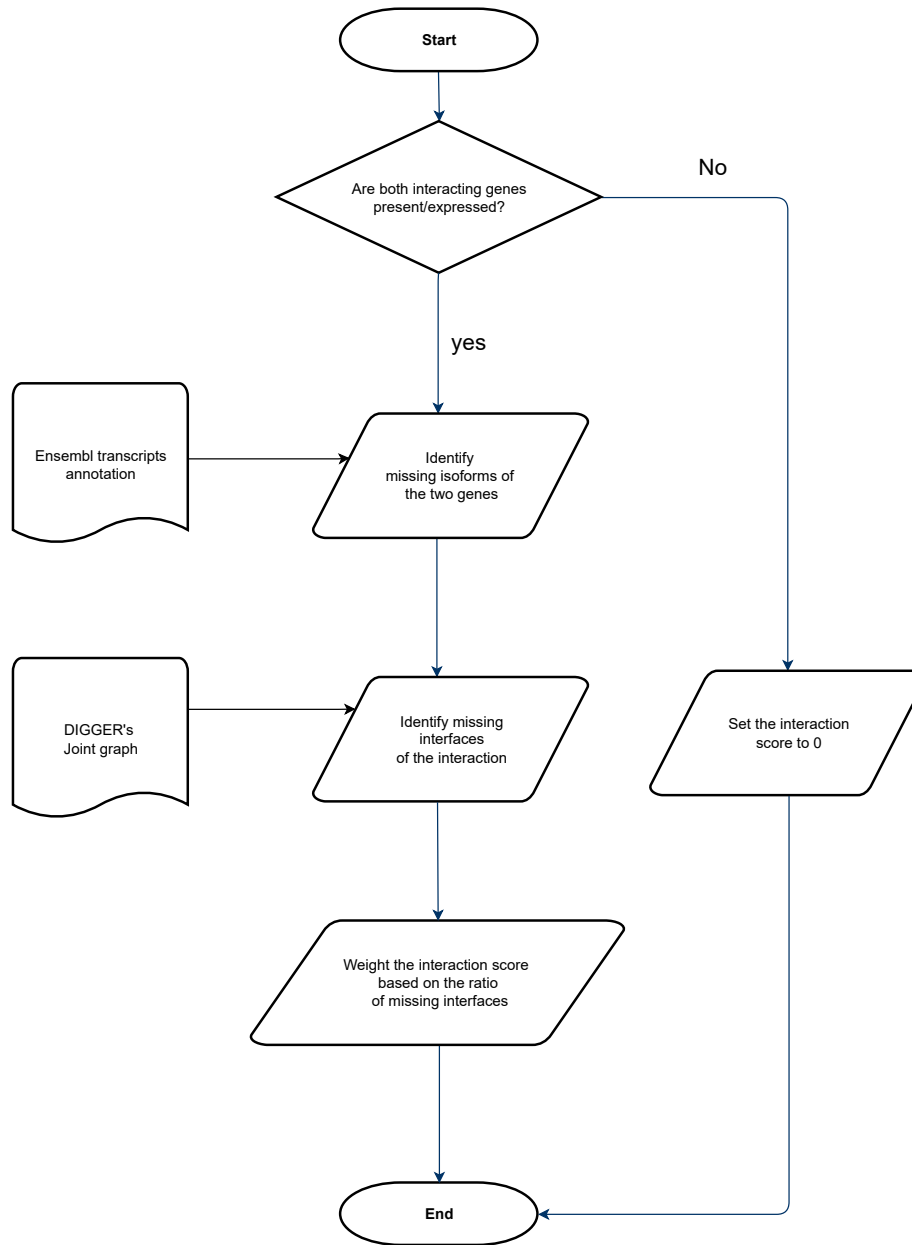 Start
Are both interacting genes
present/expressed?
No
yes
Ensembl transcripts
annotation
Identify
missing isoforms of
the two genes
DIGGER's
Joint graph
Identify missing
interfaces
of the interaction
Set the interaction
score to 0
Weight the interaction score
based on the ratio
of missing interfaces
End